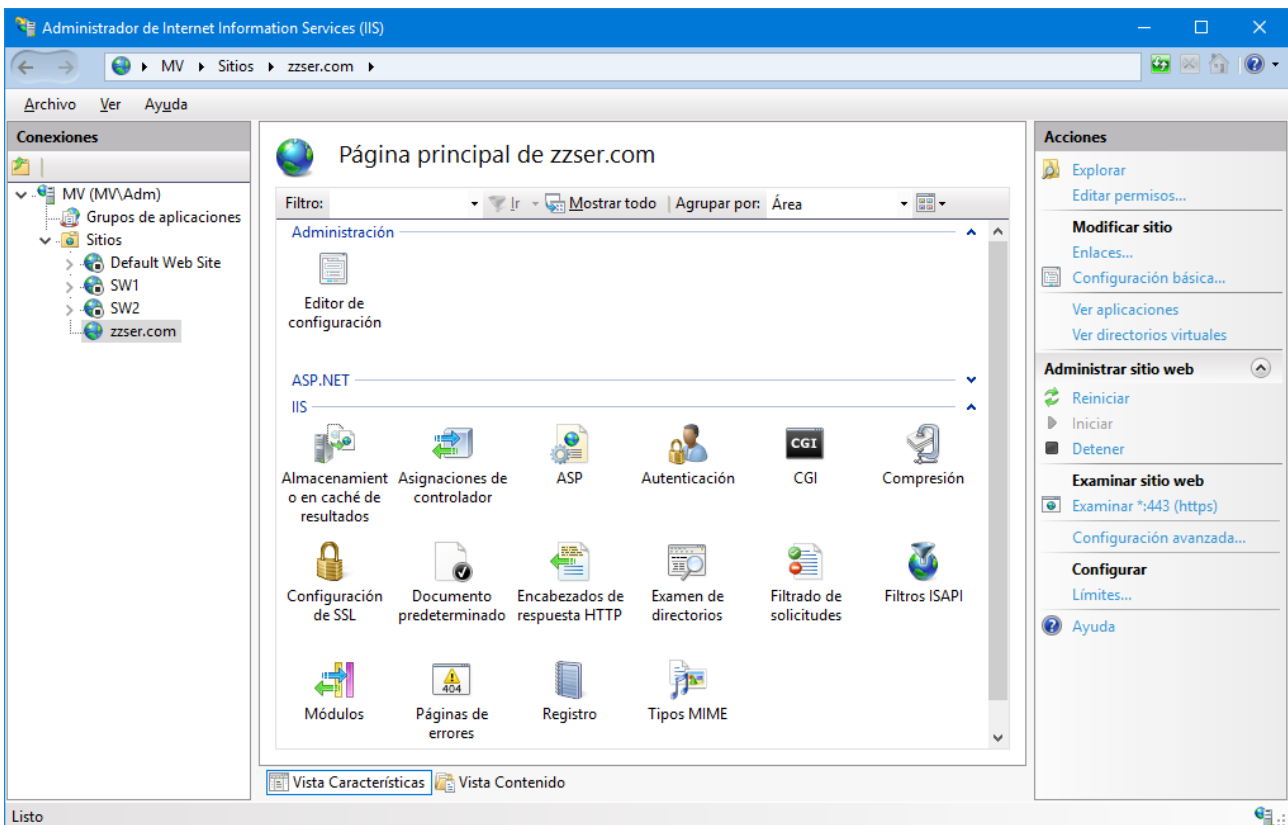 Administrador de Internet Information Services (IIS)
MV Sitios zzser.com
Archivo Ver Ayuda
Conexiones
MV (MV\Adm)
Grupos de aplicaciones
Sitios
Default Web Site
SW1
SW2
zzser.com
Página principal de zzser.com
Filtro: Ir Mostrar todo Agrupar por: Área
Administración
Editor de
configuración
ASP.NET
IIS
CGI
Almacenamient
o en caché de
resultados
Asignaciones de
controlador
ASP
Autenticación
CGI
Compresión
Configuración
de SSL
Documento
predeterminado
Encabezados de
respuesta HTTP
Examen de
directorios
Filtrado de
solicitudes
Filtros ISAPI
404
Módulos
Páginas de
errores
Registro
Tipos MIME
Vista Características Vista Contenido
Acciones
Explorar
Editar permisos...
Modificar sitio
Enlaces...
Configuración básica...
Ver aplicaciones
Ver directorios virtuales
Administrar sitio web
Reiniciar
Iniciar
Detener
Examinar sitio web
Examinar *:443 (https)
Configuración avanzada...
Configurar
Límites...
Ayuda
Listo